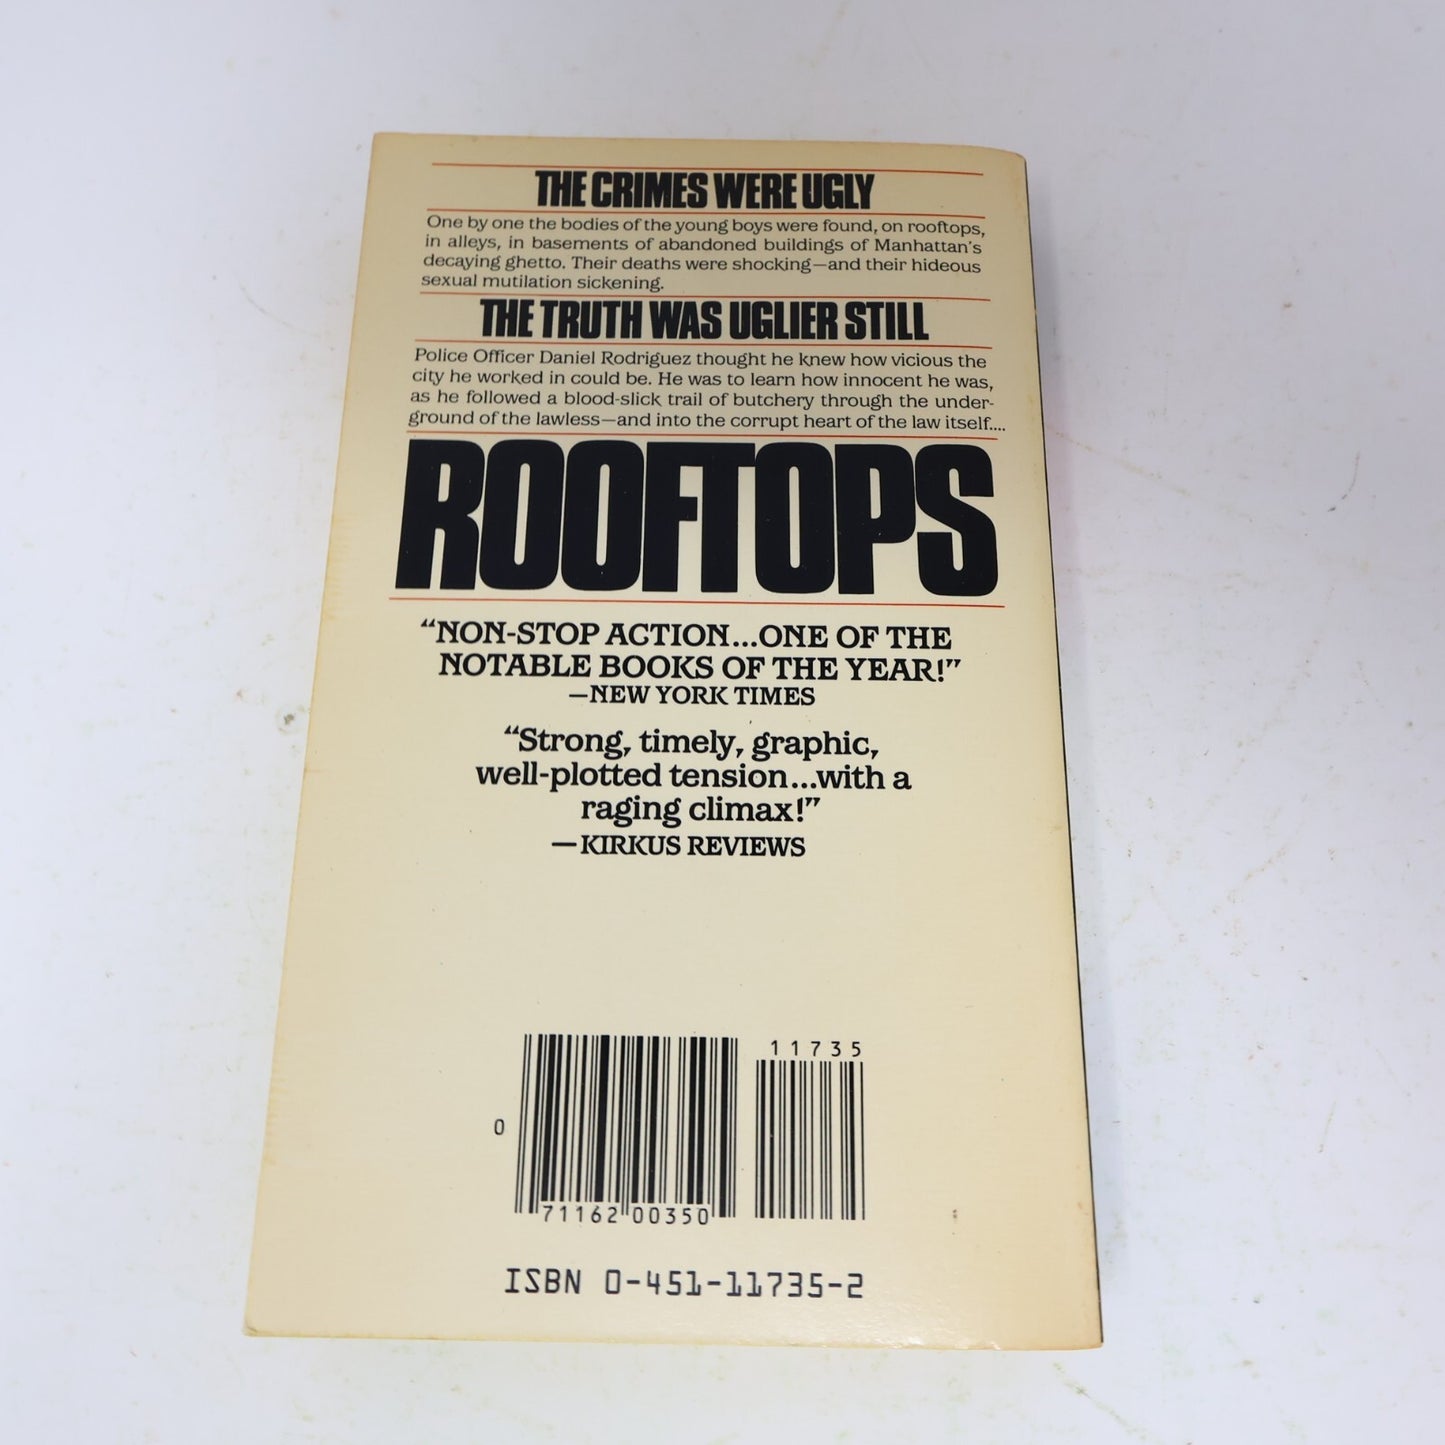 THE CRIMES WERE UGLY
One by one the bodies of the young boys were found, on rooftops,
in alleys, in basements of abandoned buildings of Manhattan's
decaying ghetto. Their deaths were shocking—and their hideous
sexual mutilation sickening.
THE TRUTH WAS UGLIER STILL
Police Officer Daniel Rodriguez thought he knew how vicious the
city he worked in could be. He was to learn how innocent he was,
as he followed a blood-slick trail of butchery through the under-
ground of the lawless—and into the corrupt heart of the law itself....
ROOFTOPS
“NON-STOP ACTION...ONE OF THE
NOTABLE BOOKS OF THE YEAR!”
—NEW YORK TIMES
“Strong, timely, graphic,
well-plotted tension...with a
raging climax!”
—KIRKUS REVIEWS
11735
0
71162 00350
ISBN 0-451-11735-2